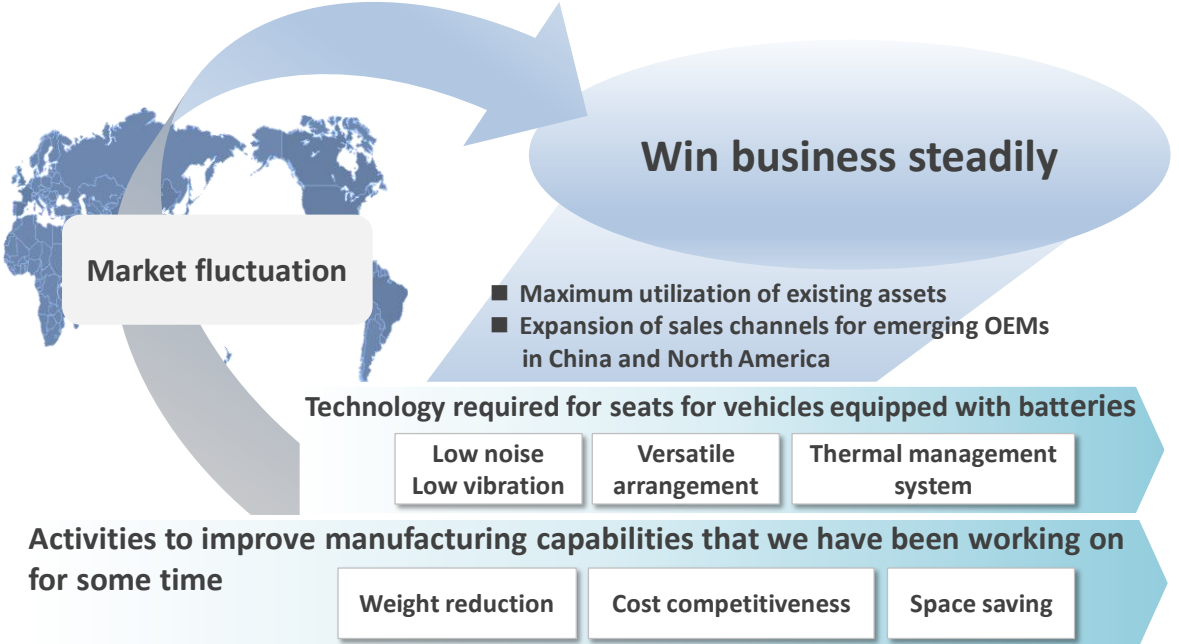 Win business steadily
Market fluctuation
■ Maximum utilization of existing assets
■ Expansion of sales channels for emerging OEMs
in China and North America
Technology required for seats for vehicles equipped with batteries
Low noise
Low vibration
Versatile
arrangement
Thermal management
system
Activities to improve manufacturing capabilities that we have been working on
for some time
Weight reduction
Cost competitiveness
Space saving